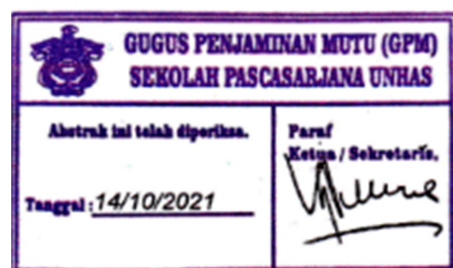 GUGUS PENJAMINAN MUTU (GPM)
SEKOLAH PASCASARJANA UNHAS
Abstrak ini telah diperiksa.
Tanggal : 14/10/2021
Paraf
Ketua / Sekretaris,